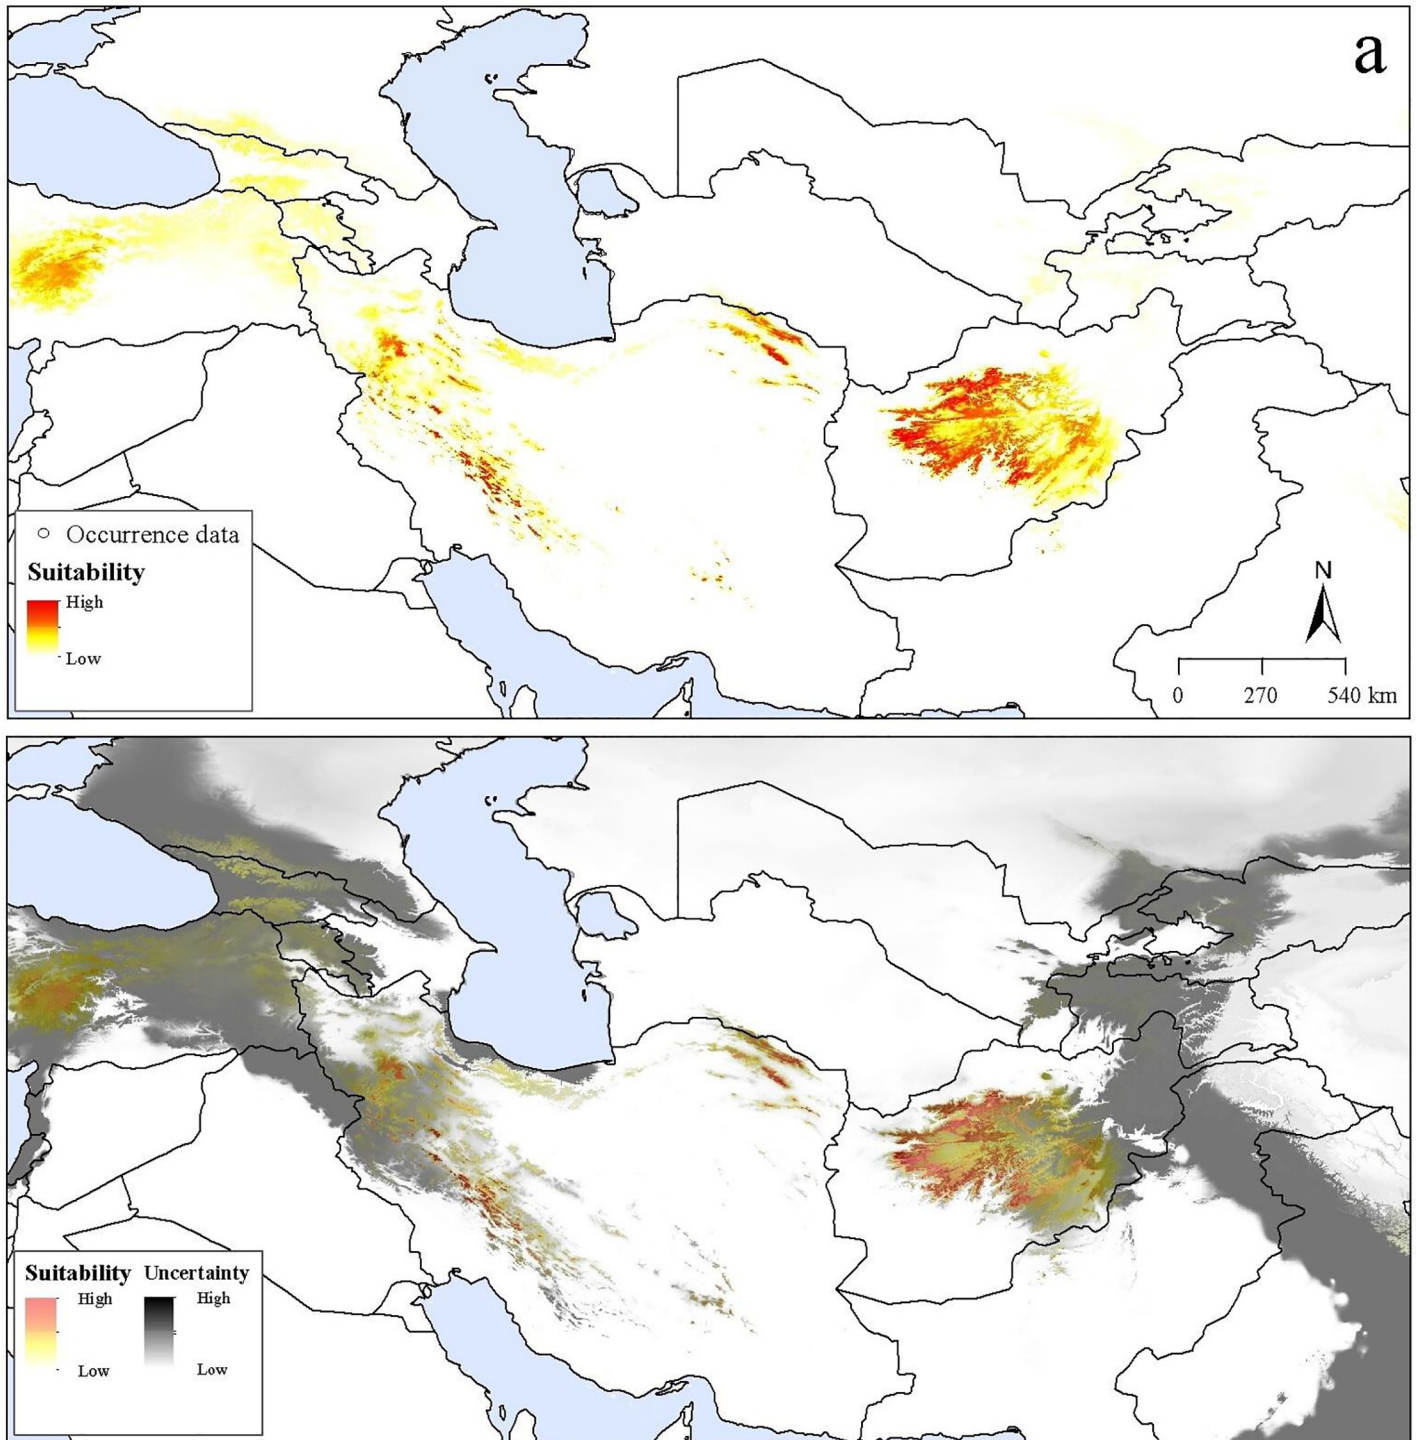 a
Occurrence data
Suitability
High
Low
N
0 270 540 km
Suitability Uncertainty
High High
Low Low